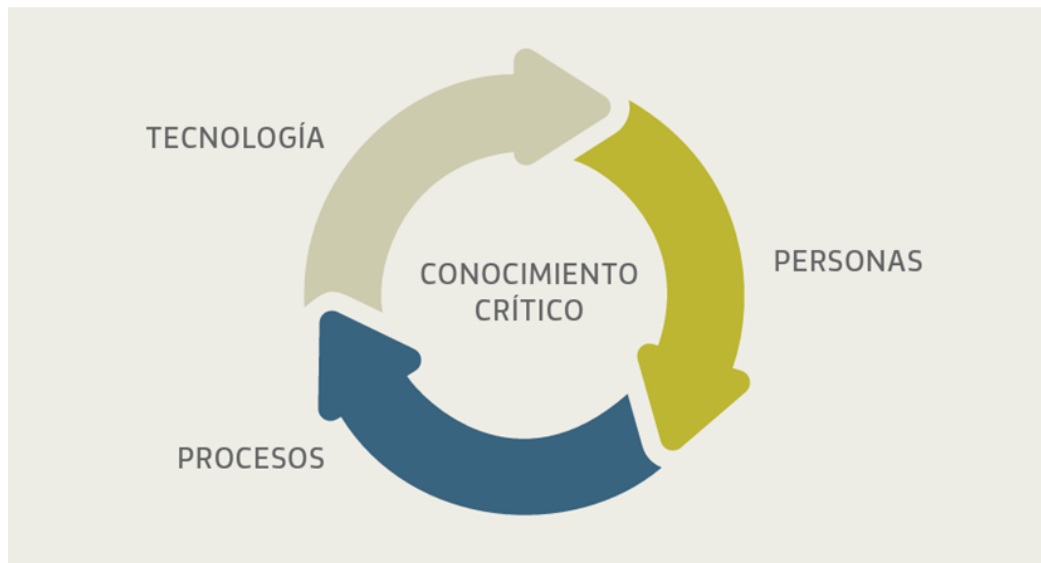 TECNOLOGÍA
PERSONAS
CONOCIMIENTO
CRÍTICO
PROCESOS